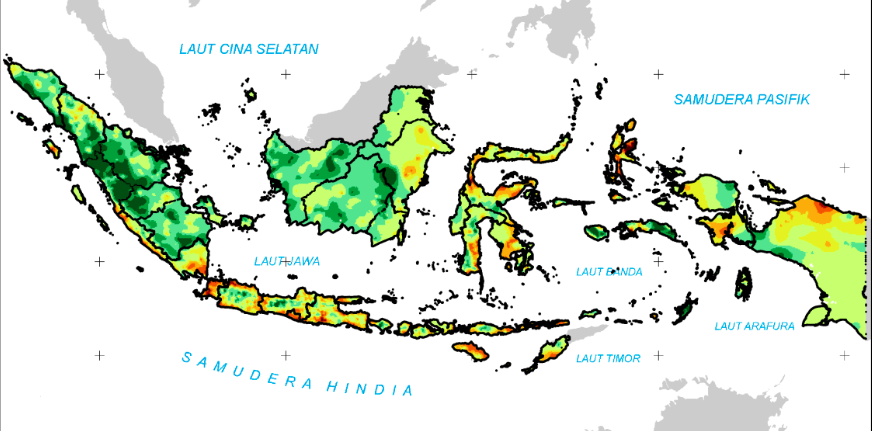 LAUT CINA SELATAN
SAMUDERA PASIFIK
LAUT JAWA
LAUT BANDA
LAUT ARAFURA
LAUT TIMOR
SAMUDERA HINDIA